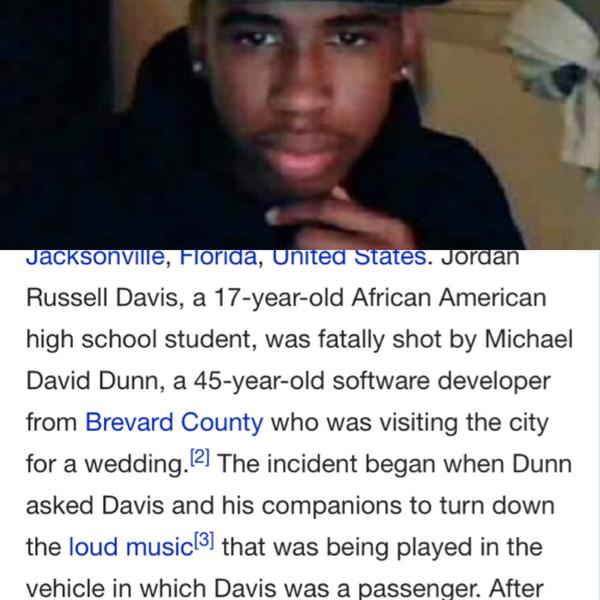 Jacksonville, Florida, United States. Jordan
Russell Davis, a 17-year-old African American
high school student, was fatally shot by Michael
David Dunn, a 45-year-old software developer
from Brevard County who was visiting the city
for a wedding.[2] The incident began when Dunn
asked Davis and his companions to turn down
the loud music[3] that was being played in the
vehicle in which Davis was a passenger. After